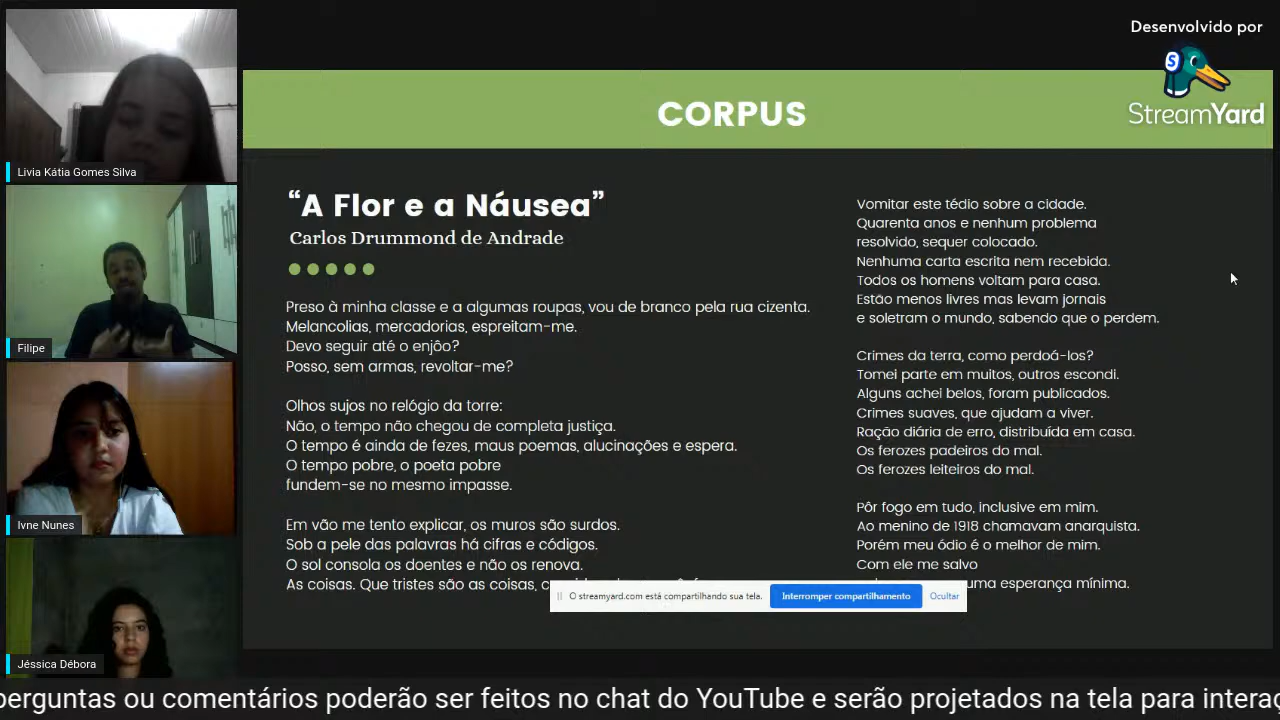 Desenvolvido por
StreamYard
CORPUS
“A Flor e a Náusea”
Carlos Drummond de Andrade
Preso à minha classe e a algumas roupas, vou de branco pela rua cizenta.
Melancolias, mercadorias, espreitam-me.
Devo seguir até o enjôo?
Posso, sem armas, revoltar-me?
Olhos sujos no relógio da torre:
Não, o tempo não chegou de completa justiça.
O tempo é ainda de fezes, maus poemas, alucinações e espera.
O tempo pobre, o poeta pobre
fundem-se no mesmo impasse.
Em vão me tento explicar, os muros são surdos.
Sob a pele das palavras há cifras e códigos.
O sol consola os doentes e não os renova.
As coisas. Que tristes são as coisas,
Vomitar este tédio sobre a cidade.
Quarenta anos e nenhum problema
resolvido, sequer colocado.
Nenhuma carta escrita nem recebida.
Todos os homens voltam para casa.
Estão menos livres mas levam jornais
e soletram o mundo, sabendo que o perdem.
Crimes da terra, como perdoá-los?
Tomei parte em muitos, outros escondi.
Alguns achei belos, foram publicados.
Crimes suaves, que ajudam a viver.
Ração diária de erro, distribuída em casa.
Os ferozes padeiros do mal.
Os ferozes leiteiros do mal.
Pôr fogo em tudo, inclusive em mim.
Ao menino de 1918 chamavam anarquista.
Porém meu ódio é o melhor de mim.
Com ele me salvo
uma esperança mínima.
O streamyard.com está compartilhando sua tela.
Interromper compartilhamento
Ocultar
Livia Kátia Gomes Silva
Filipe
Ivne Nunes
Jéssica Débora
perguntas ou comentários poderão ser feitos no chat do YouTube e serão projetados na tela para interaç